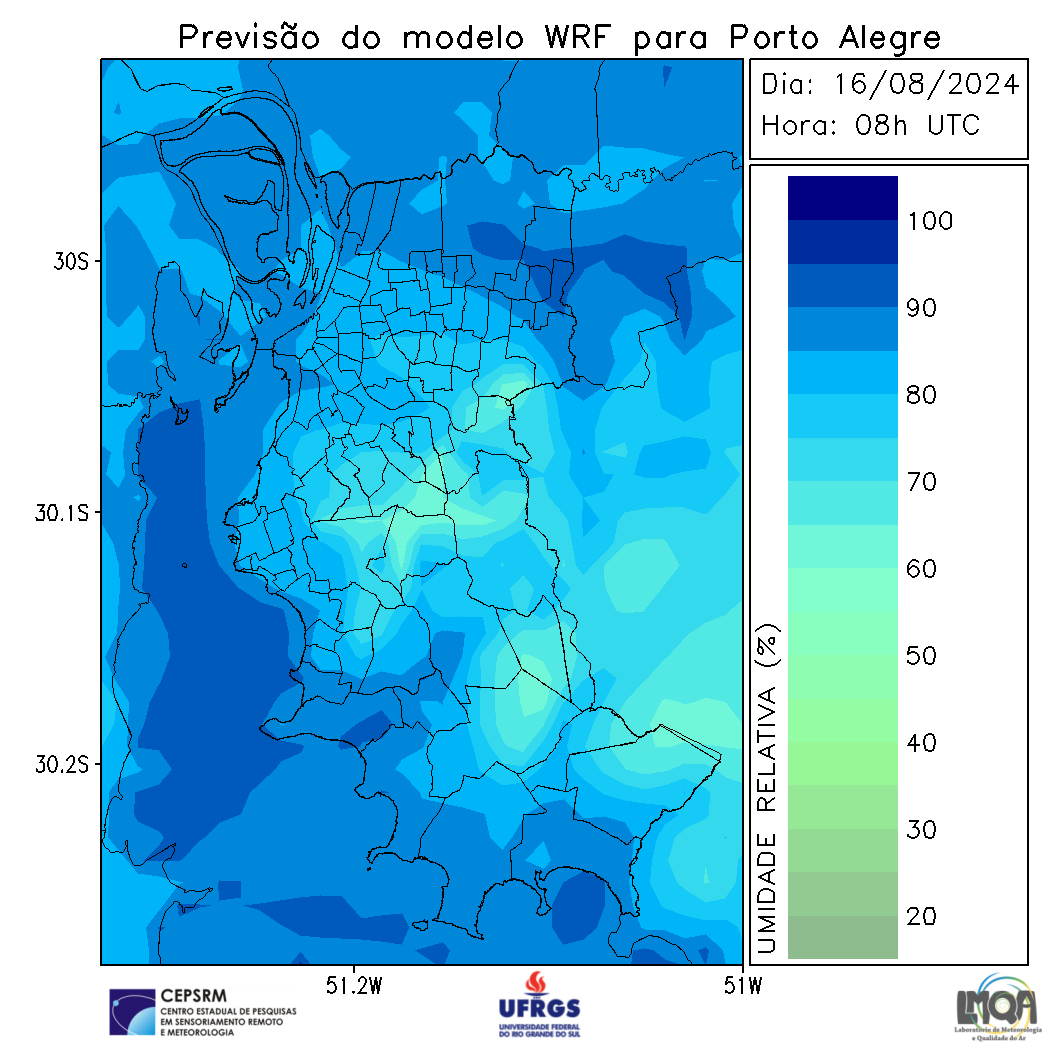 Previsão do modelo WRF para Porto Alegre
Dia: 16/08/2024
Hora: 08h UTC
100
90
80
70
60
50
40
30
20
UMIDADE RELATIVA (%)
30S
30.1S
30.2S
51.2W
51W
CEPSRM
CENTRO ESTADUAL DE PESQUISAS
EM SENSORIAMENTO REMOTO
E METEOROLOGIA
UFRGS
UNIVERSIDADE FEDERAL
DO RIO GRANDE DO SUL
LMQA
Laboratório de Meteorologia
e Qualidade do Ar